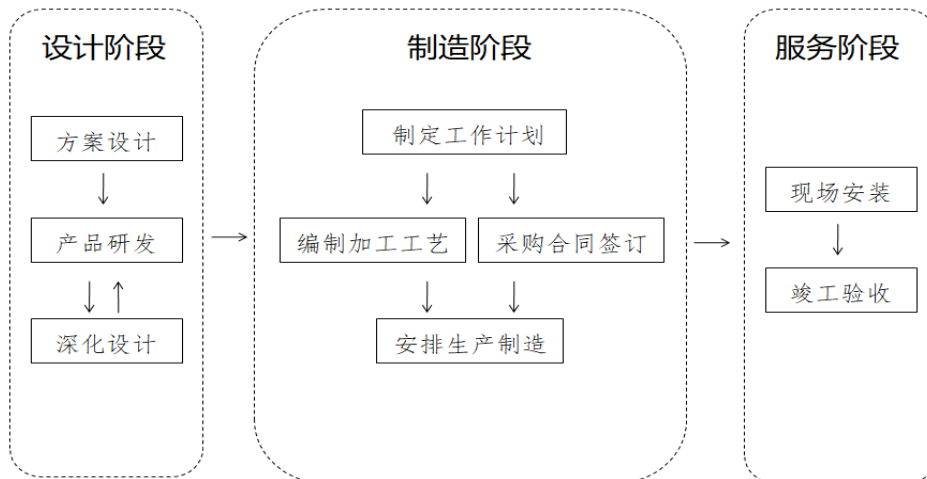 设计阶段
方案设计
产品研发
深化设计
制造阶段
制定工作计划
编制加工工艺
采购合同签订
安排生产制造
服务阶段
现场安装
竣工验收